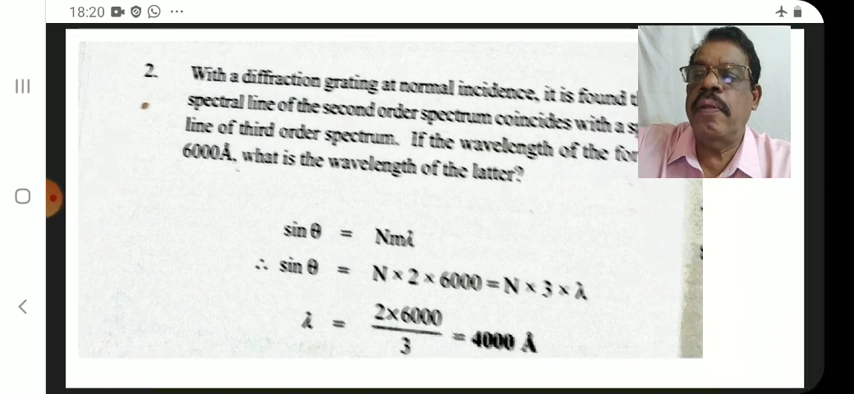 18:20
2. With a diffraction grating at normal incidence, it is found t
spectral line of the second order spectrum coincides with a s
line of third order spectrum. If the wavelength of the for
6000Å, what is the wavelength of the latter?
sin θ = Nmλ
∴ sin θ = N × 2 × 6000 = N × 3 × λ
λ = 2×6000 / 3 = 4000 Å